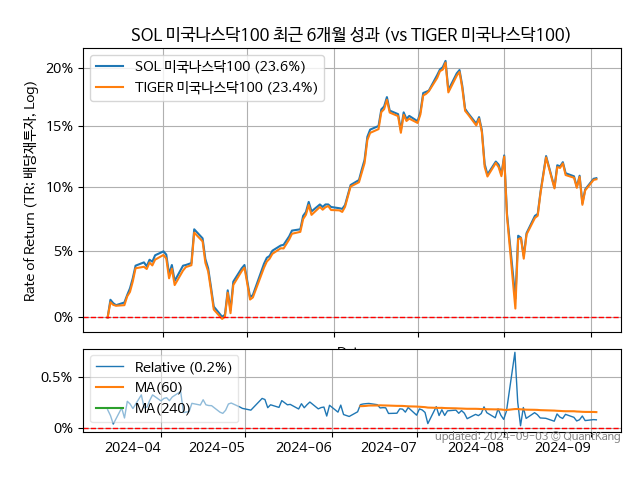 SOL 미국나스닥100 최근 6개월 성과 (vs TIGER 미국나스닥100)
SOL 미국나스닥100 (23.6%)
TIGER 미국나스닥100 (23.4%)
Rate of Return (TR: 배당재투자, Log)
20%
15%
10%
5%
0%
Relative (0.2%)
MA(60)
MA(240)
0.5%
0%
2024-04
2024-05
2024-06
2024-07
2024-08
2024-09
updated: 2024-09-03 © QuantKang